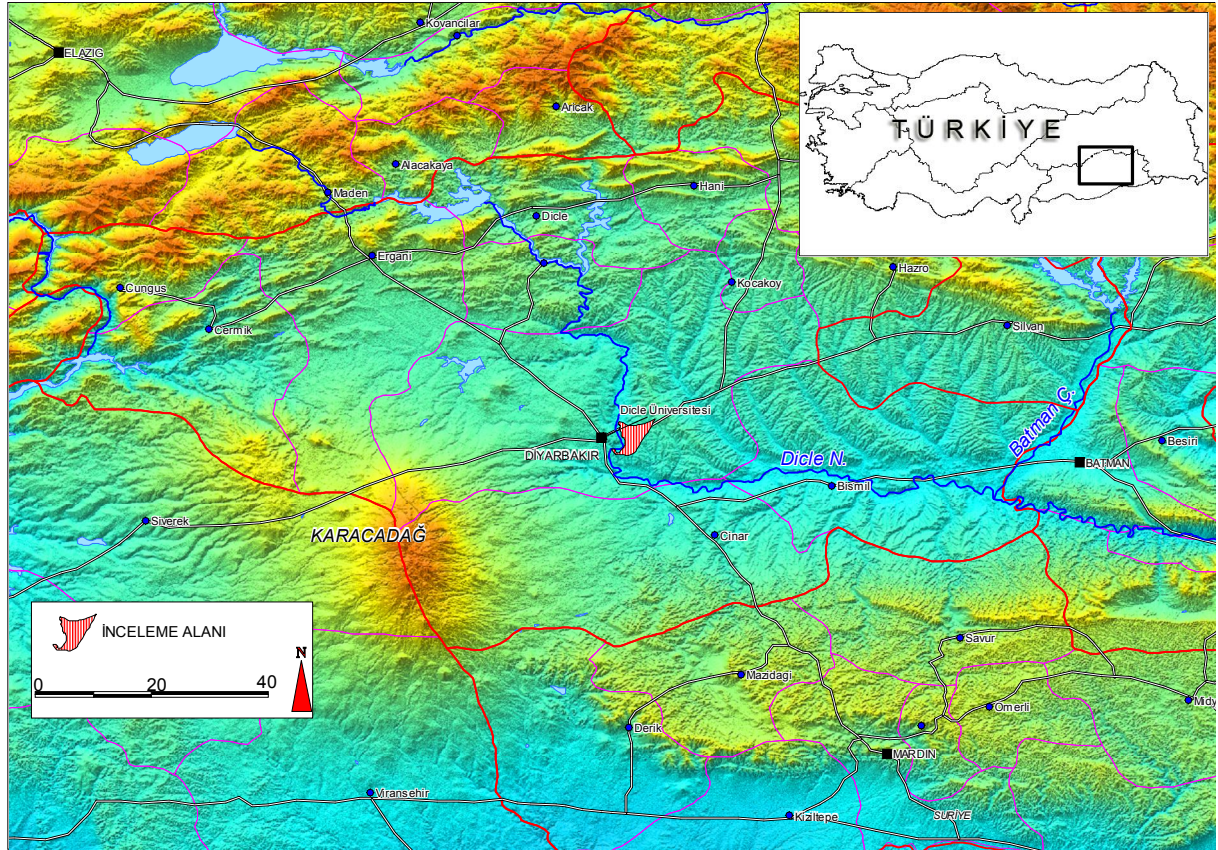 Kovancilar
ELAZIG
TÜRKİYE
Aricak
Alacakaya
Maden
Hani
Dicle
Ergani
Hazro
Kocakoy
Cungus
Silvan
Cermik
Dicle Üniversitesi
Batman Ç.
DİYARBAKIR
Dicle N.
Besiri
BATMAN
Bismil
Siverek
KARACADAĞ
Cinar
İNCELEME ALANI
N
0 20 40
Savur
Mazidagi
Omerli
Midy
Derik
MARDIN
Viransehir
Kiziltepe
SURİYE